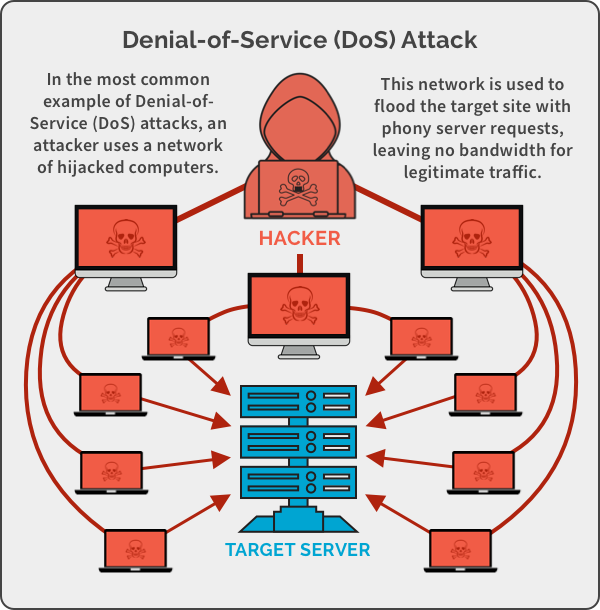 Denial-of-Service (DoS) Attack
In the most common
example of Denial-of-
Service (DoS) attacks, an
attacker uses a network
of hijacked computers.
This network is used to
flood the target site with
phony server requests,
leaving no bandwidth for
legitimate traffic.
HACKER
TARGET SERVER